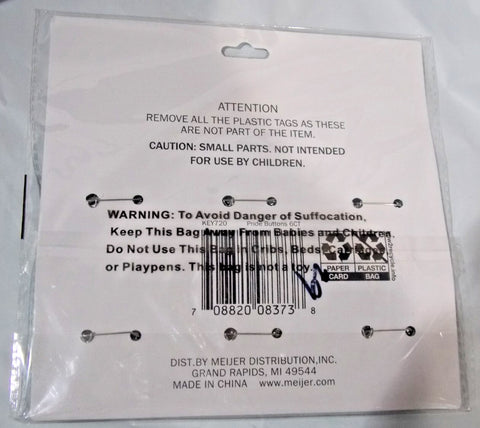 ATTENTION
REMOVE ALL THE PLASTIC TAGS AS THESE
ARE NOT PART OF THE ITEM.
CAUTION: SMALL PARTS. NOT INTENDED
FOR USE BY CHILDREN.
WARNING: To Avoid Danger of Suffocation,
KEY720 Pride Buttons 6CT
Keep This Bag Away From Babies and Children.
Do Not Use This Bag in Cribs, Beds, Carriages
or Playpens. This bag is not a toy.
PAPER CARD
PLASTIC BAG
7 08820 08373 8
DIST.BY MEIJER DISTRIBUTION,INC.
GRAND RAPIDS, MI 49544
MADE IN CHINA www.meijer.com